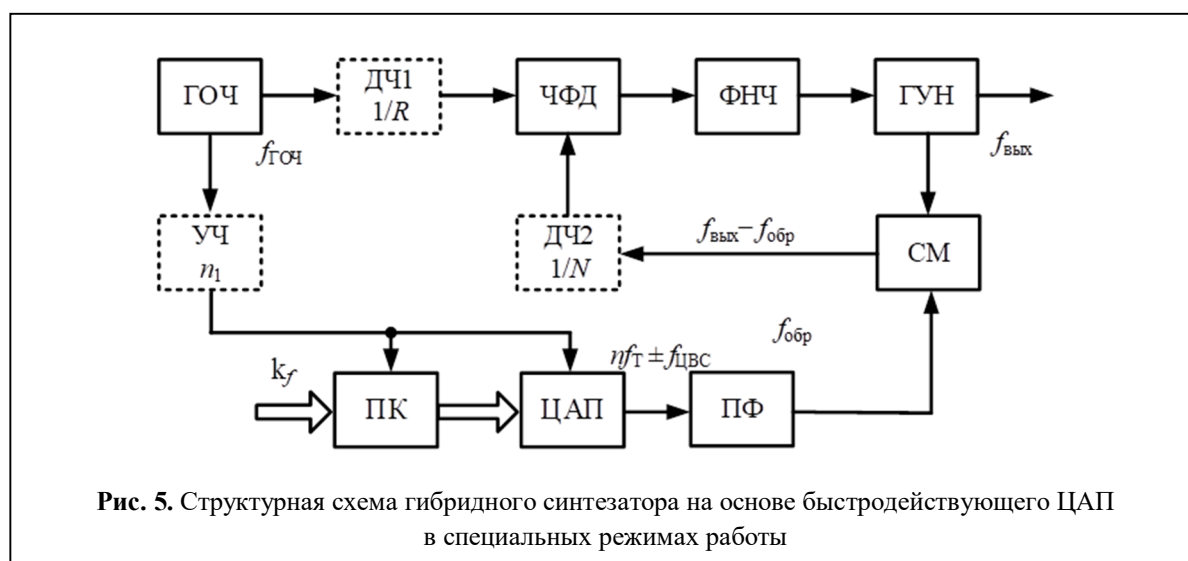 ГОЧ
ДЧ1
1/R
ЧФД
ФНЧ
ГУН
fГОЧ
fвых
УЧ
n1
ДЧ2
1/N
fвых–fобр
СМ
kf
ПК
ЦАП
nfТ ± fЦВС
ПФ
fобр
Рис. 5. Структурная схема гибридного синтезатора на основе быстродействующего ЦАП
в специальных режимах работы